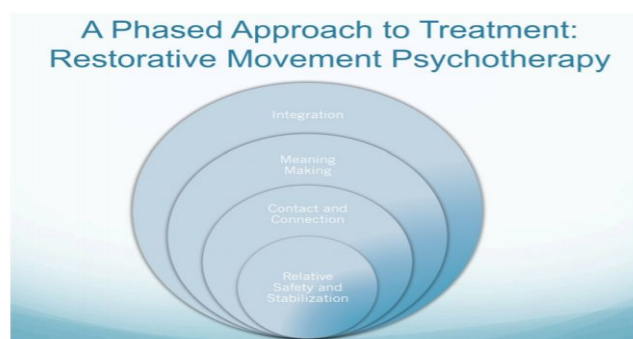 A Phased Approach to Treatment:
Restorative Movement Psychotherapy
Integration
Meaning
Making
Contact and
Connection
Relative
Safety and
Stabilization